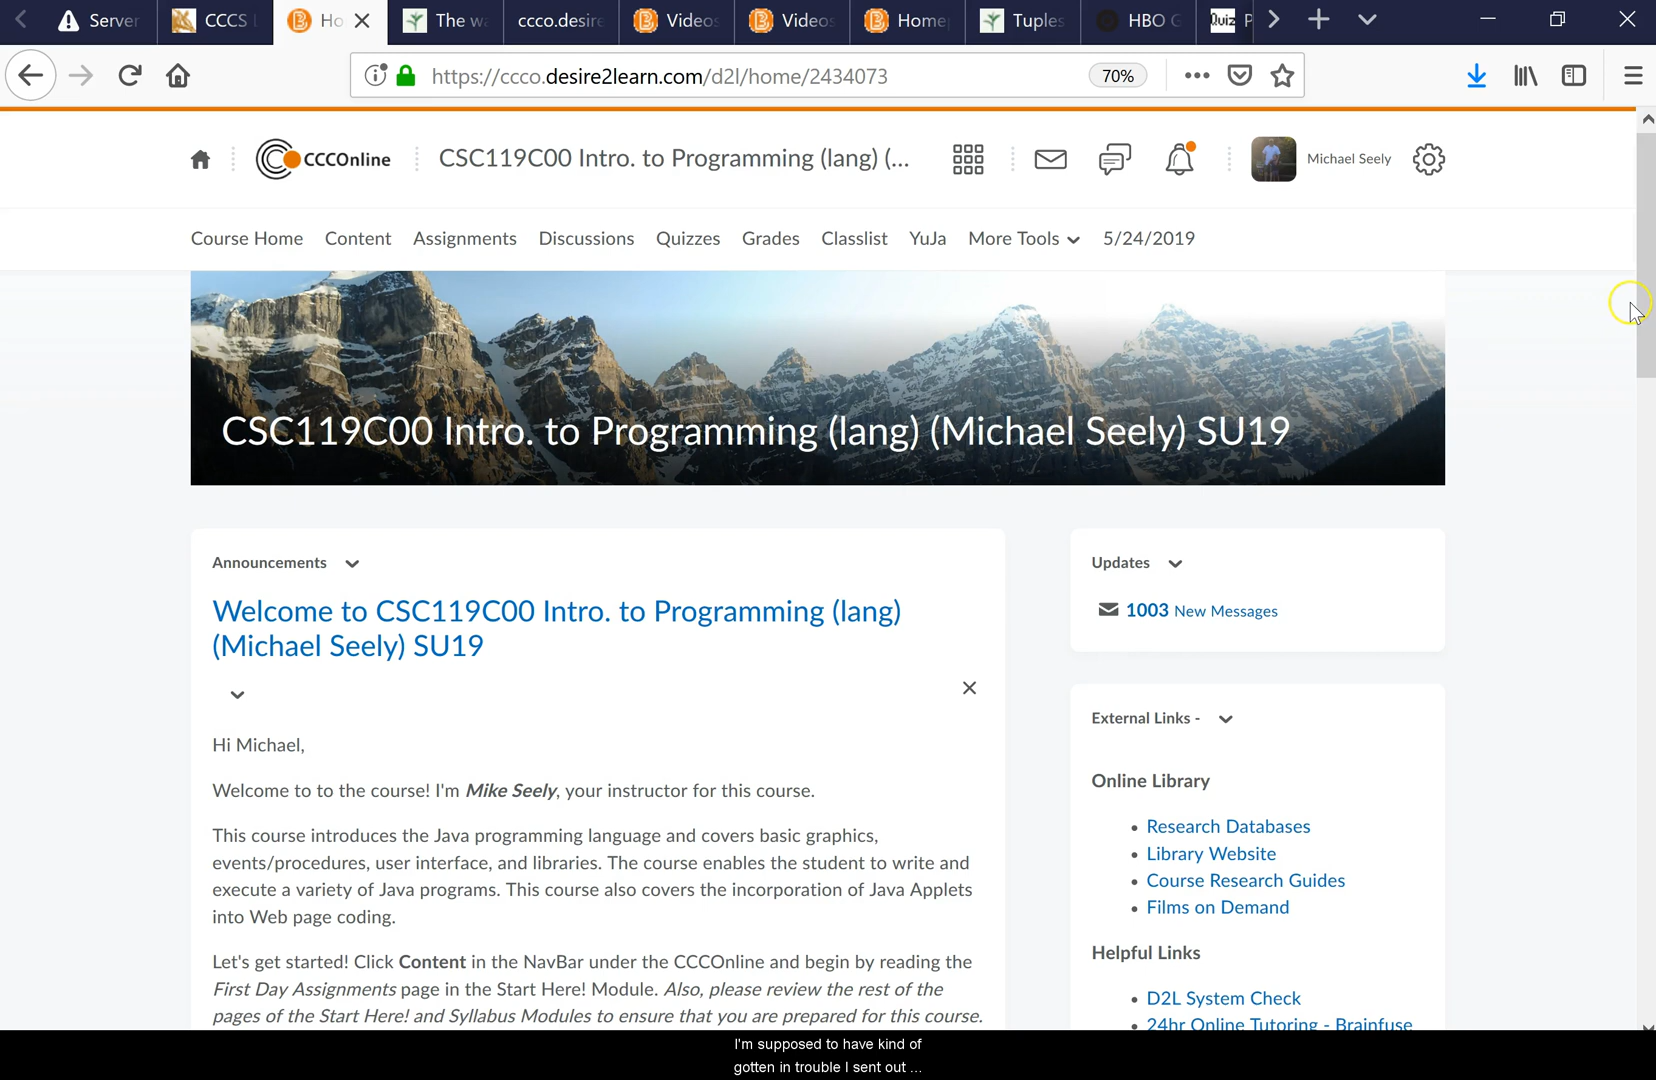 Server
CCCS
Ho
The wa
ccco.desire
Videos
Videos
Home
Tuples
HBO G
Quiz P
https://ccco.desire2learn.com/d2l/home/2434073
70%
CCCOnline
CSC119C00 Intro. to Programming (lang) (...
Michael Seely
Course Home Content Assignments Discussions Quizzes Grades Classlist YuJa More Tools 5/24/2019
CSC119C00 Intro. to Programming (lang) (Michael Seely) SU19
Announcements
Welcome to CSC119C00 Intro. to Programming (lang)
(Michael Seely) SU19
Hi Michael,
Welcome to to the course! I'm Mike Seely, your instructor for this course.
This course introduces the Java programming language and covers basic graphics,
events/procedures, user interface, and libraries. The course enables the student to write and
execute a variety of Java programs. This course also covers the incorporation of Java Applets
into Web page coding.
Let's get started! Click Content in the NavBar under the CCCOnline and begin by reading the
First Day Assignments page in the Start Here! Module. Also, please review the rest of the
pages of the Start Here! and Syllabus Modules to ensure that you are prepared for this course.
Updates
1003 New Messages
External Links -
Online Library
Research Databases
Library Website
Course Research Guides
Films on Demand
Helpful Links
D2L System Check
24hr Online Tutoring - Brainfuse
I'm supposed to have kind of
gotten in trouble I sent out ...